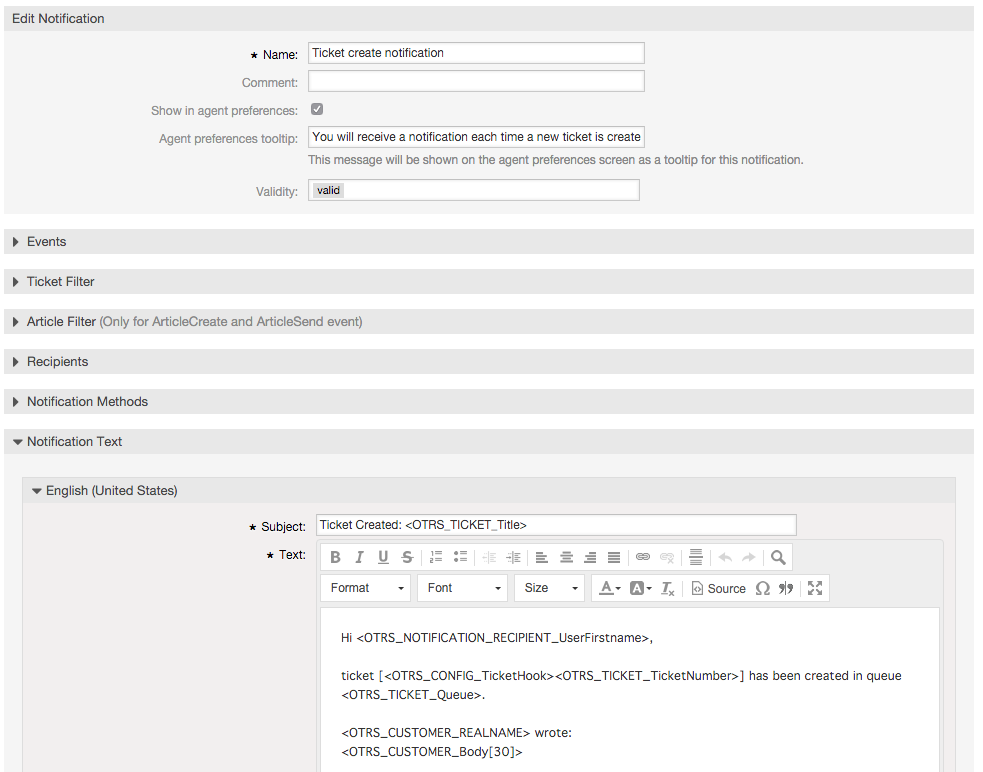 Edit Notification
★ Name: Ticket create notification
Comment:
Show in agent preferences:
Agent preferences tooltip: You will receive a notification each time a new ticket is create
This message will be shown on the agent preferences screen as a tooltip for this notification.
Validity: valid
Events
Ticket Filter
Article Filter (Only for ArticleCreate and ArticleSend event)
Recipients
Notification Methods
Notification Text
English (United States)
★ Subject: Ticket Created: <OTRS_TICKET_Title>
★ Text:
Format Font Size Source
Hi <OTRS_NOTIFICATION_RECIPIENT_UserFirstname>,
ticket [<OTRS_CONFIG_TicketHook><OTRS_TICKET_TicketNumber>] has been created in queue
<OTRS_TICKET_Queue>.
<OTRS_CUSTOMER_REALNAME> wrote:
<OTRS_CUSTOMER_Body[30]>